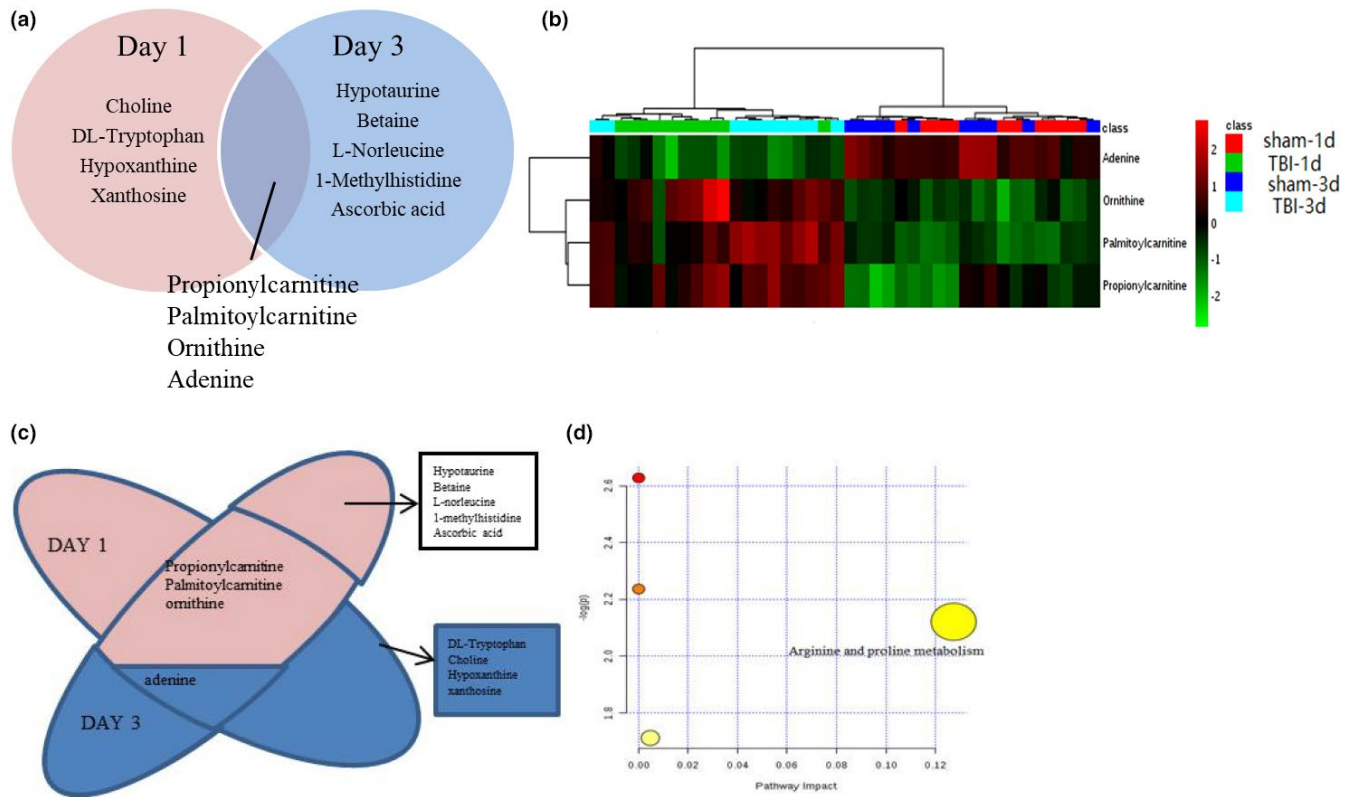 (a)
Day 1
Day 3
Choline
DL-Tryptophan
Hypoxanthine
Xanthosine
Hypotaurine
Betaine
L-Norleucine
1-Methylhistidine
Ascorbic acid
Propionylcarnitine
Palmitoylcarnitine
Ornithine
Adenine
(b)
class
Adenine
Ornithine
Palmitoylcarnitine
Propionylcarnitine
2
1
0
-1
-2
class
sham-1d
TBI-1d
sham-3d
TBI-3d
(c)
DAY 1
Propionylcarnitine
Palmitoylcarnitine
ornithine
adenine
DAY 3
Hypotaurine
Betaine
L-norleucine
1-methylhistidine
Ascorbic acid
DL-Tryptophan
Choline
Hypoxanthine
xanthosine
(d)
-log(p)
2.6
2.4
2.2
2.0
1.8
Arginine and proline metabolism
0.00 0.02 0.04 0.06 0.08 0.10 0.12
Pathway Impact